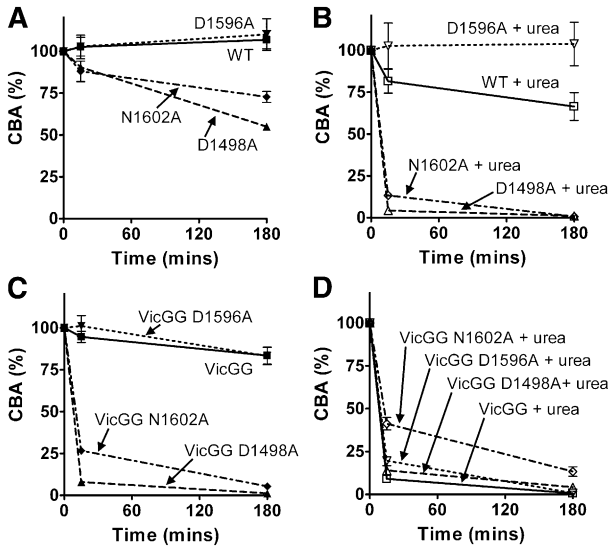 A
D1596A
WT
N1602A
D1498A
CBA (%)
100
75
50
25
0
0 60 120 180
Time (mins)
B
D1596A + urea
WT + urea
N1602A + urea
D1498A + urea
CBA (%)
100
75
50
25
0
0 60 120 180
Time (mins)
C
VicGG D1596A
VicGG
VicGG N1602A
VicGG D1498A
CBA (%)
100
75
50
25
0
0 60 120 180
Time (mins)
D
VicGG N1602A + urea
VicGG D1596A + urea
VicGG D1498A+ urea
VicGG + urea
CBA (%)
100
75
50
25
0
0 60 120 180
Time (mins)